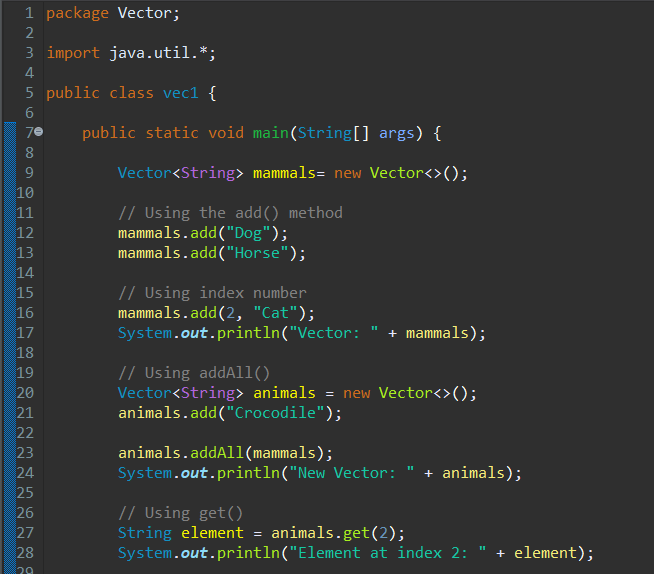 1 package Vector;
2
3 import java.util.*;
4
5 public class vec1 {
6
7 public static void main(String[] args) {
8
9 Vector<String> mammals= new Vector<>();
10
11 // Using the add() method
12 mammals.add("Dog");
13 mammals.add("Horse");
14
15 // Using index number
16 mammals.add(2, "Cat");
17 System.out.println("Vector: " + mammals);
18
19 // Using addAll()
20 Vector<String> animals = new Vector<>();
21 animals.add("Crocodile");
22
23 animals.addAll(mammals);
24 System.out.println("New Vector: " + animals);
25
26 // Using get()
27 String element = animals.get(2);
28 System.out.println("Element at index 2: " + element);
29